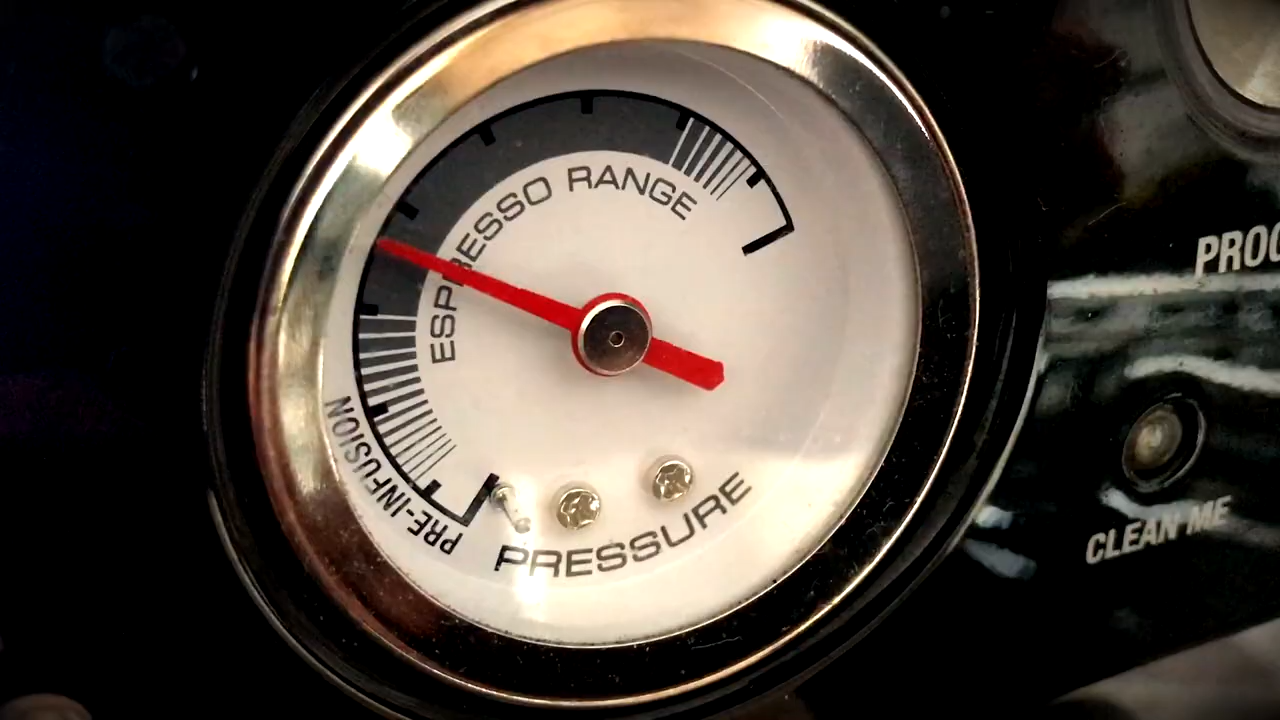 ESPRESSO RANGE
PRE-INFUSION
PRESSURE
PROG
CLEAN ME